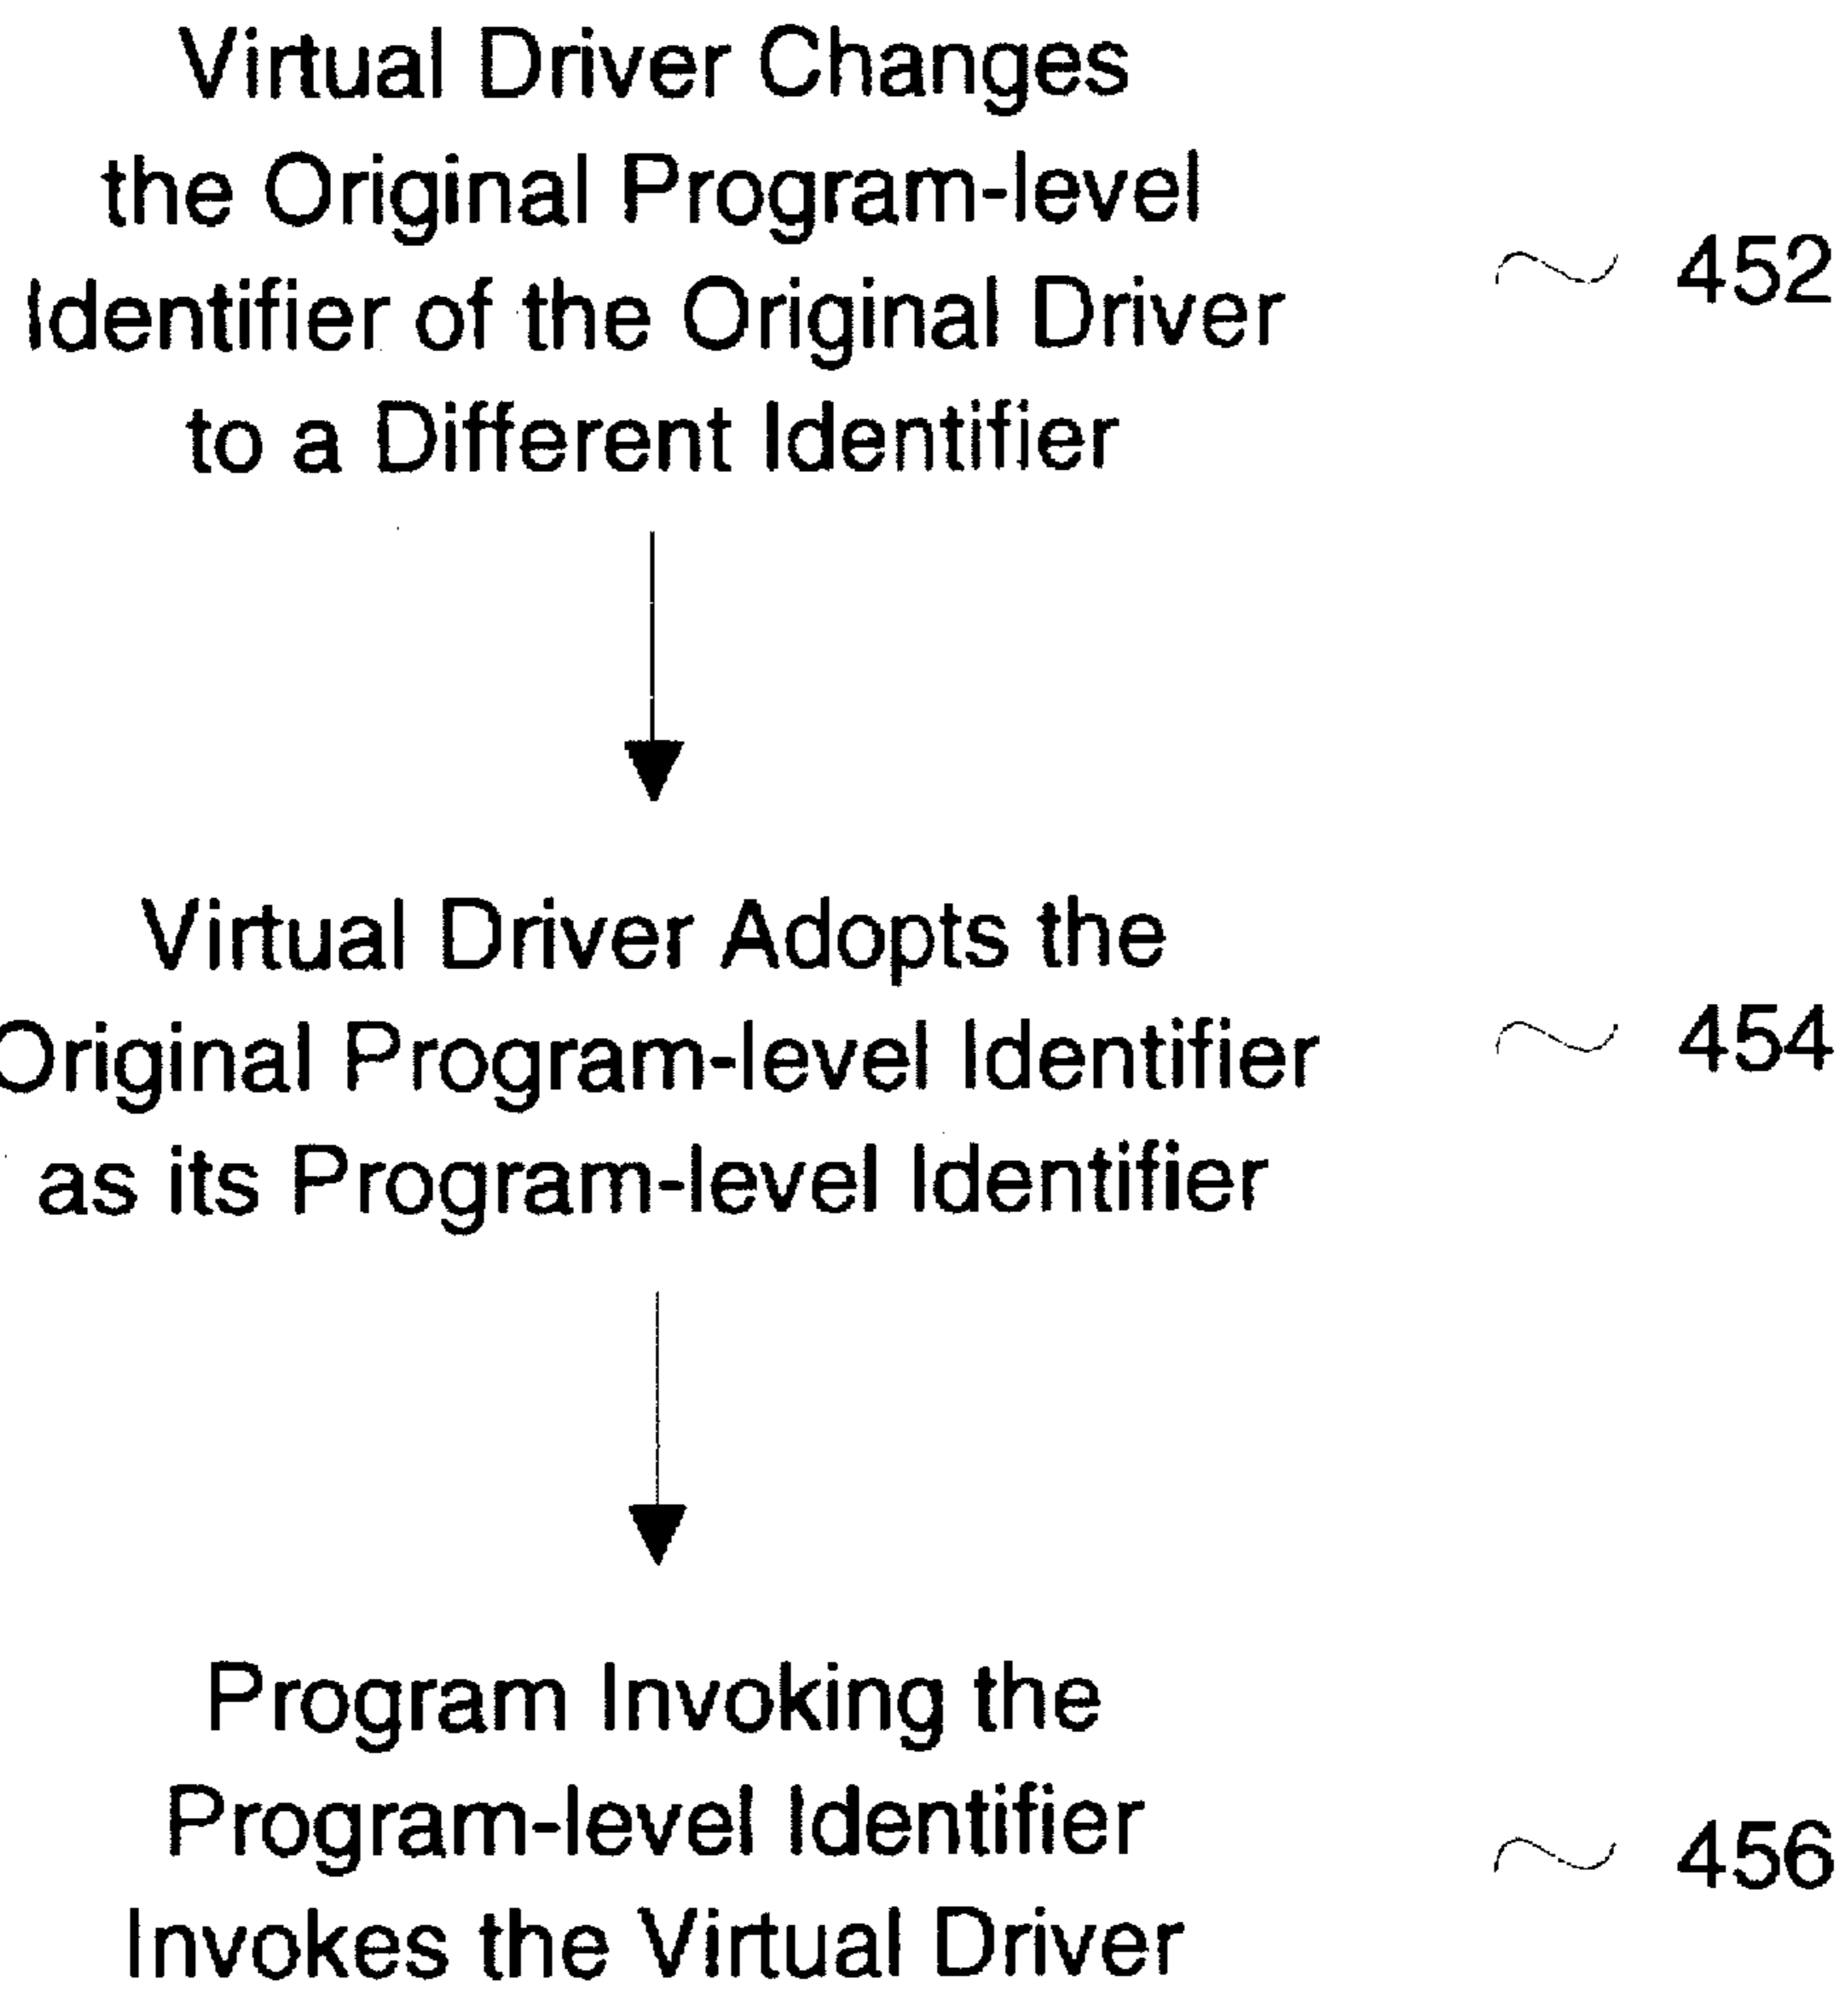 Virtual Driver Changes
the Original Program-level
Identifier of the Original Driver
to a Different Identifier
452
Virtual Driver Adopts the
Original Program-level Identifier
as its Program-level Identifier
454
Program Invoking the
Program-level Identifier
Invokes the Virtual Driver
456